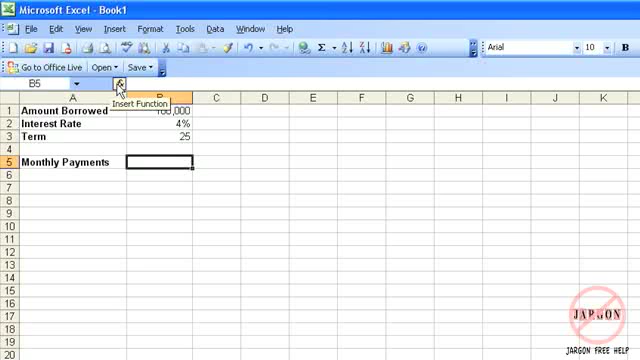 Microsoft Excel - Book1
File Edit View Insert Format Tools Data Window Help
Arial 10 B
Go to Office Live Open Save
B5
Insert Function
A B C D E F G H I J K
1 Amount Borrowed 100,000
2 Interest Rate 4%
3 Term 25
4
5 Monthly Payments
6
7
8
9
10
11
12
13
14
15
16
17
18
19
20
JARGON
JARGON FREE HELP